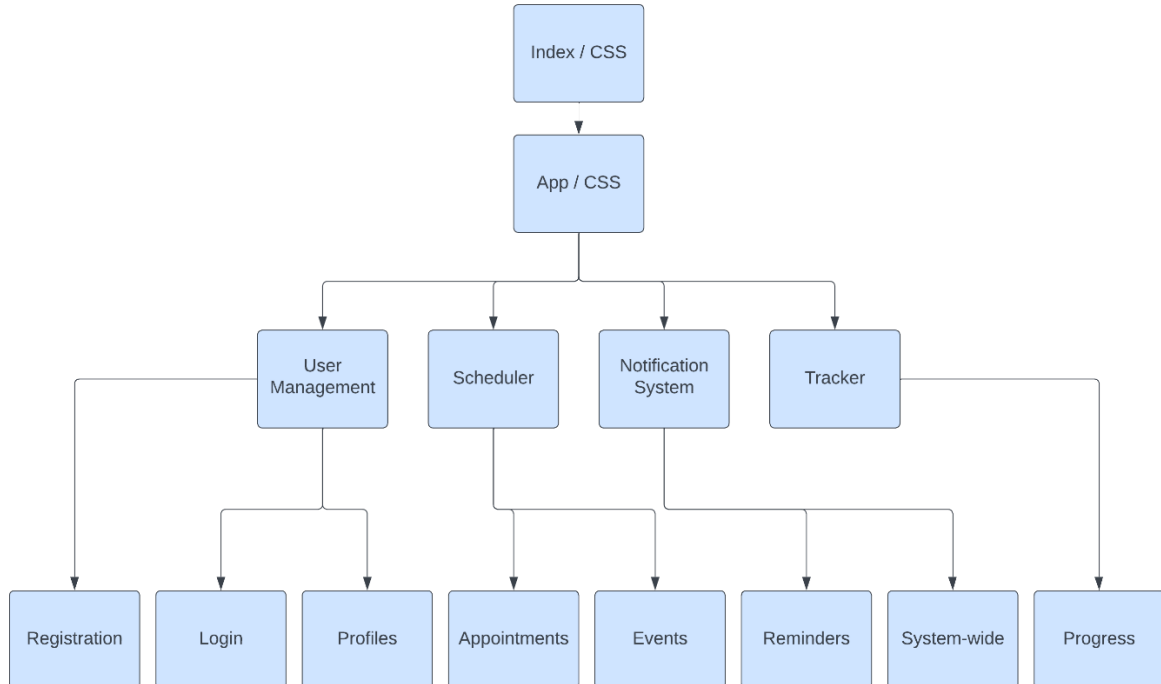 Index / CSS
App / CSS
User
Management
Scheduler
Notification
System
Tracker
Registration
Login
Profiles
Appointments
Events
Reminders
System-wide
Progress